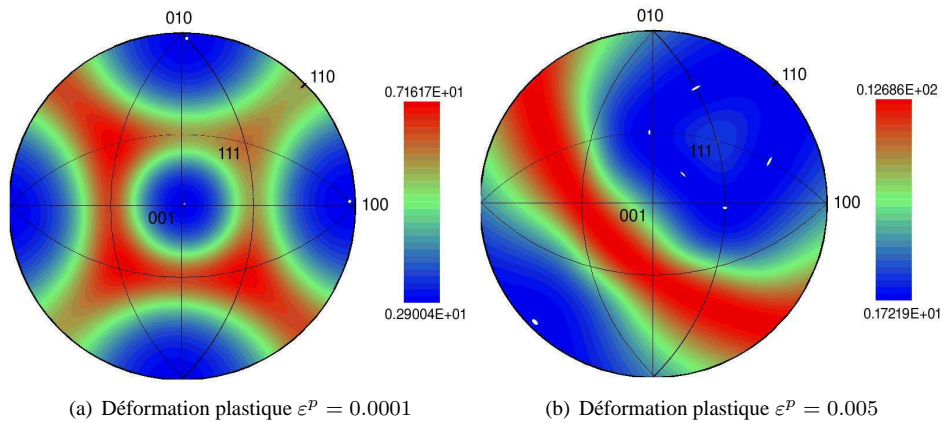 010
110
0.71617E+01
111
001
100
0.29004E+01
(a) Déformation plastique εᵖ = 0.0001
010
110
0.12686E+02
111
001
100
0.17219E+01
(b) Déformation plastique εᵖ = 0.005